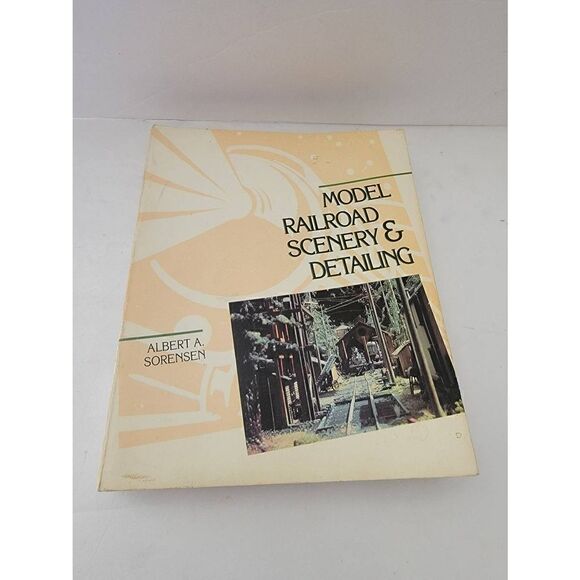 MODEL
RAILROAD
SCENERY &
DETAILING
ALBERT A.
SORENSEN